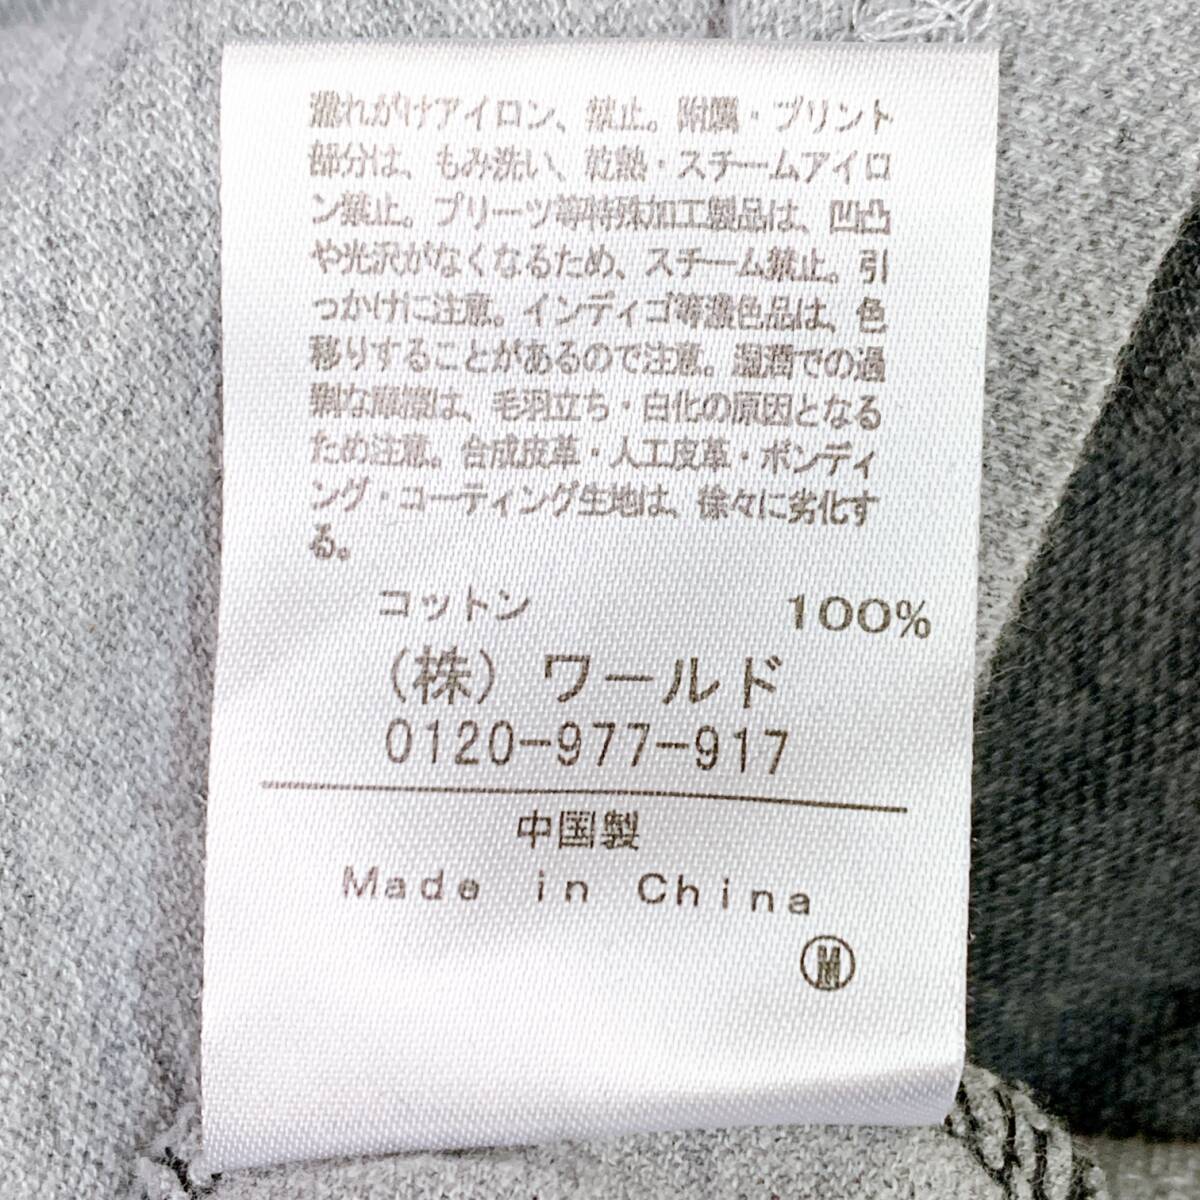 濡れがけアイロン、禁止。附属・プリント
部分は、もみ洗い、乾熱・スチームアイロ
ン禁止。プリーツ等特殊加工製品は、凹凸
や光沢がなくなるため、スチーム禁止。引
っかけに注意。インディゴ等濃色品は、色
移りすることがあるので注意。湿潤での過
剰な摩擦は、毛羽立ち・白化の原因となる
ため注意。合成皮革・人工皮革・ボンディ
ング・コーティング生地は、徐々に劣化す
る。
コットン 100%
(株) ワールド
0120-977-917
中国製
Made in China
Ⓜ